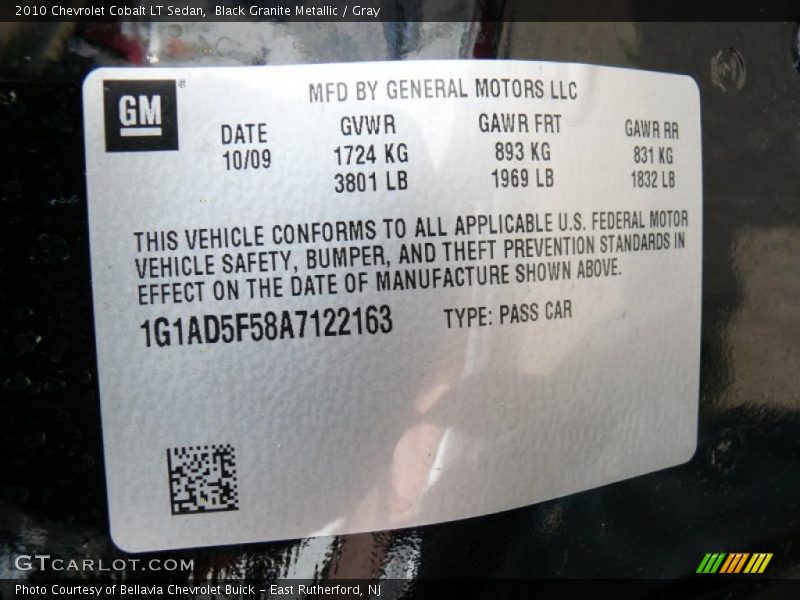 2010 Chevrolet Cobalt LT Sedan, Black Granite Metallic / Gray
GM ®
MFD BY GENERAL MOTORS LLC
DATE GVWR GAWR FRT GAWR RR
10/09 1724 KG 893 KG 831 KG
3801 LB 1969 LB 1832 LB
THIS VEHICLE CONFORMS TO ALL APPLICABLE U.S. FEDERAL MOTOR
VEHICLE SAFETY, BUMPER, AND THEFT PREVENTION STANDARDS IN
EFFECT ON THE DATE OF MANUFACTURE SHOWN ABOVE.
1G1AD5F58A7122163 TYPE: PASS CAR
GTCARLOT.COM
Photo Courtesy of Bellavia Chevrolet Buick - East Rutherford, NJ